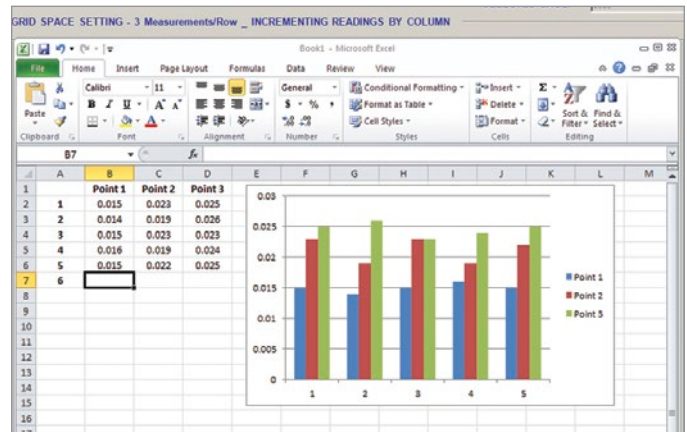 GRID SPACE SETTING - 3 Measurements/Row _ INCREMENTING READINGS BY COLUMN
Book1 - Microsoft Excel
File Home Insert Page Layout Formulas Data Review View
Paste
Calibri 11
B I U A A
A
General
$ % ,
Conditional Formatting
Format as Table
Cell Styles
Insert
Delete
Format
Σ
Sort & Filter
Find & Select
Clipboard Font Alignment Number Styles Cells Editing
B7 fx
A B C D E F G H I J K L M
1 Point 1 Point 2 Point 3
2 1 0.015 0.023 0.025
3 2 0.014 0.019 0.026
4 3 0.015 0.023 0.023
5 4 0.016 0.019 0.024
6 5 0.015 0.022 0.025
7 6
8
9
10
11
12
13
14
15
16
0.03
0.025
0.02
0.015
0.01
0.005
0
1 2 3 4 5
Point 1
Point 2
Point 3